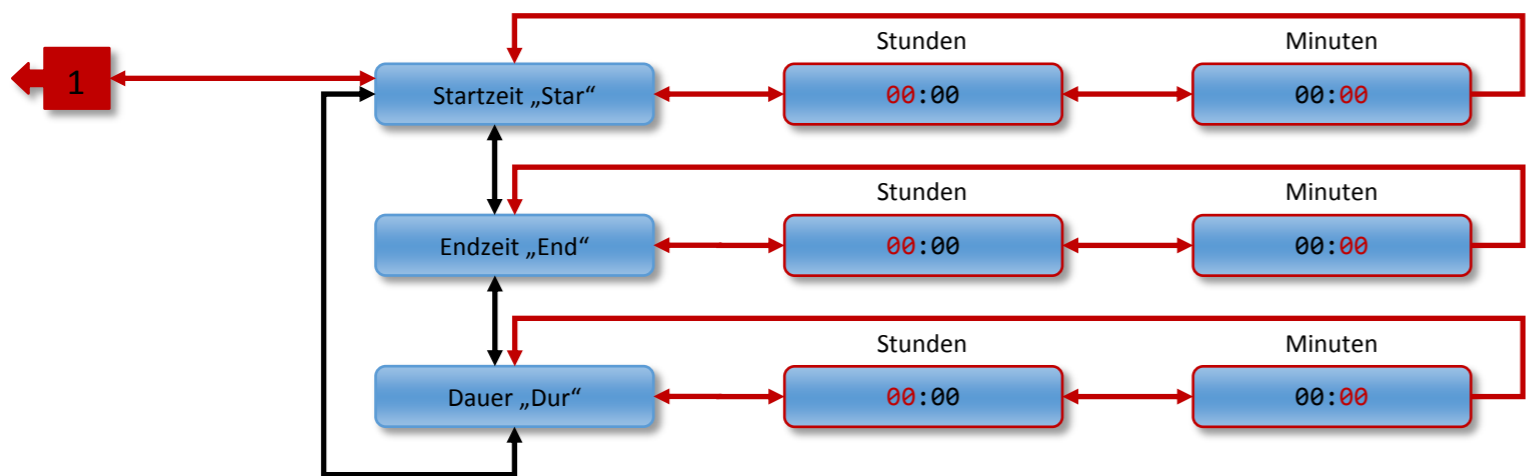 Stunden Minuten
1
Startzeit „Star“ 00:00 00:00
Stunden Minuten
Endzeit „End“ 00:00 00:00
Stunden Minuten
Dauer „Dur“ 00:00 00:00